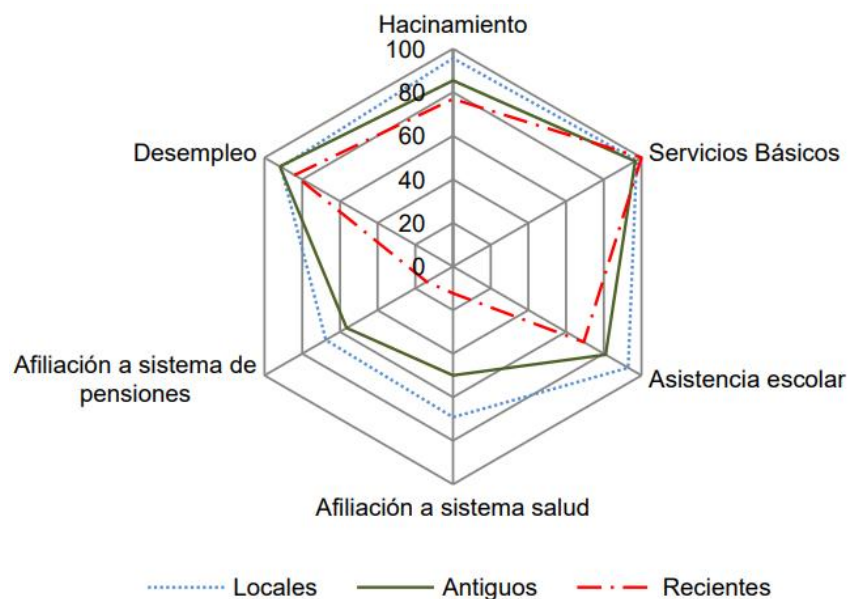 Hacinamiento
100
80
60
40
20
0
Servicios Básicos
Desempleo
Afiliación a sistema de
pensiones
Asistencia escolar
Afiliación a sistema salud
Locales
Antiguos
Recientes